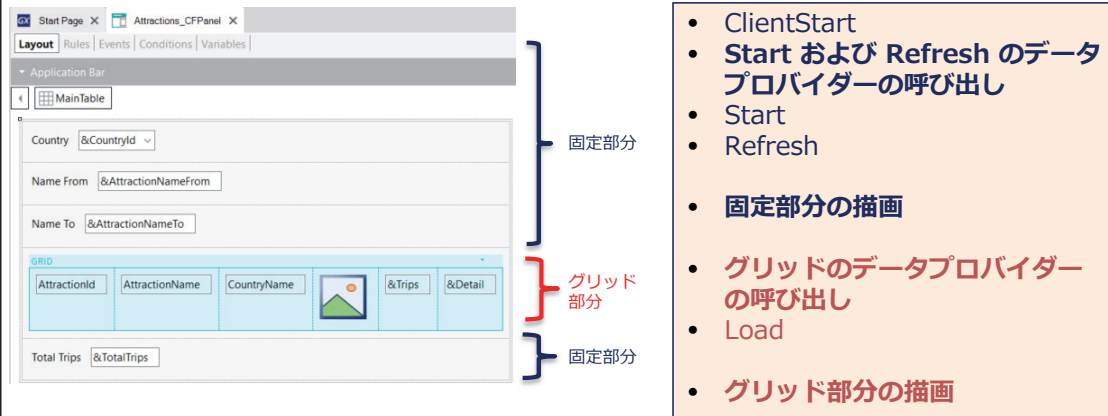 GX Start Page X Attractions_CFPanel X
Layout Rules Events Conditions Variables
Application Bar
MainTable
Country &CountryId
Name From &AttractionNameFrom
Name To &AttractionNameTo
GRID
AttractionId AttractionName CountryName &Trips &Detail
Total Trips &TotalTrips
固定部分
グリッド
部分
固定部分
• ClientStart
• Start および Refresh のデータ
プロバイダーの呼び出し
• Start
• Refresh
• 固定部分の描画
• グリッドのデータプロバイダー
の呼び出し
• Load
• グリッド部分の描画